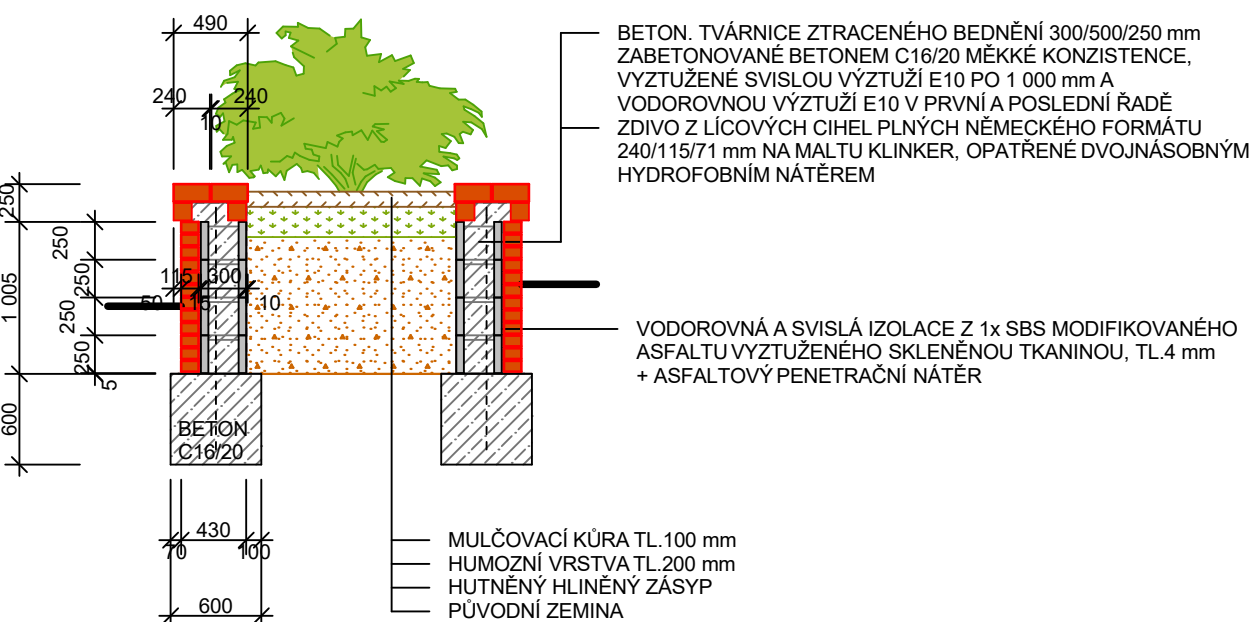 490
240
240
10
BETON. TVÁRNICE ZTRACENÉHO BEDNĚNÍ 300/500/250 mm
ZABETONOVANÉ BETONEM C16/20 MĚKKÉ KONZISTENCE,
VYZTUŽENÉ SVISLOU VÝZTUŽÍ E10 PO 1 000 mm A
VODOROVNOU VÝZTUŽÍ E10 V PRVNÍ A POSLEDNÍ ŘADĚ
ZDIVO Z LÍCOVÝCH CIHEL PLNÝCH NĚMECKÉHO FORMÁTU
240/115/71 mm NA MALTU KLINKER, OPATŘENÉ DVOJNÁSOBNÝM
HYDROFOBNÍM NÁTĚREM
250
1 005
600
250
250
250
250
5
115
300
50
15
10
VODOROVNÁ A SVISLÁ IZOLACE Z 1x SBS MODIFIKOVANÉHO
ASFALTU VYZTUŽENÉHO SKLENĚNOU TKANINOU, TL.4 mm
+ ASFALTOVÝ PENETRAČNÍ NÁTĚR
BETON
C16/20
430
70
100
600
MULČOVACÍ KŮRA TL.100 mm
HUMOZNÍ VRSTVA TL.200 mm
HUTNĚNÝ HLINĚNÝ ZÁSYP
PŮVODNÍ ZEMINA